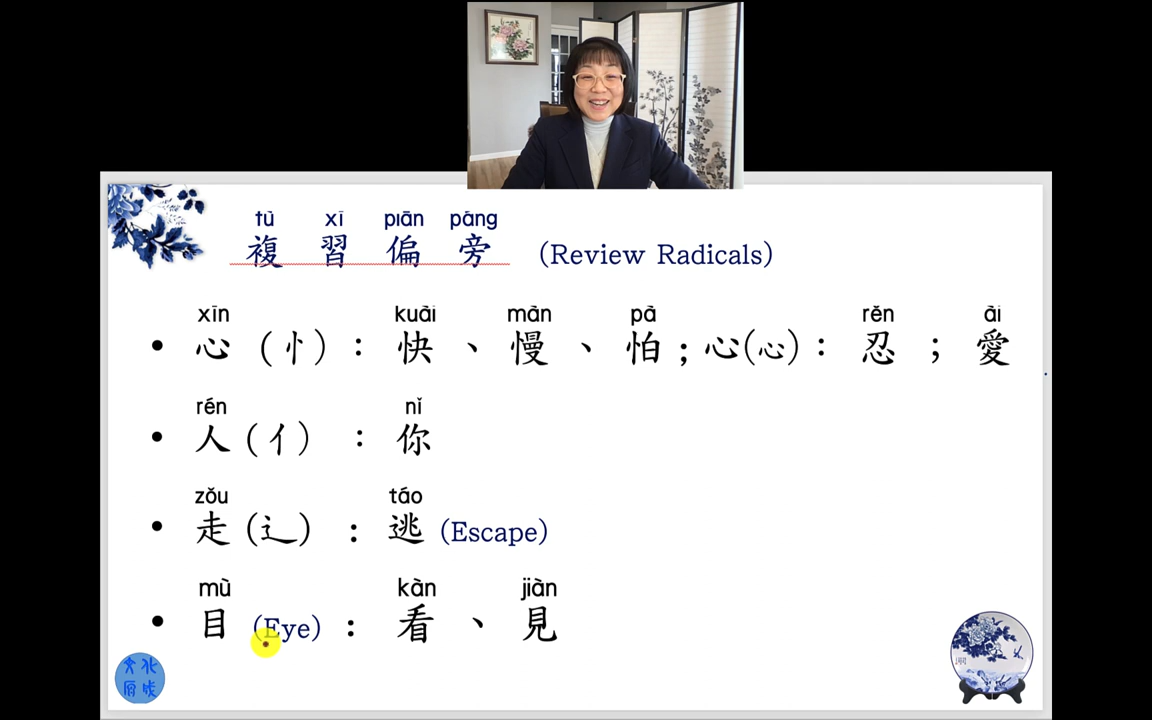 fù xí piān páng
複 習 偏 旁 (Review Radicals)
xīn kuài màn pà rěn ài
• 心 (忄) : 快 、 慢 、 怕 ; 心(心) : 忍 ; 愛
rén nǐ
• 人 (亻) : 你
zǒu táo
• 走 (辶) : 逃 (Escape)
mù kàn jiàn
• 目 (Eye) : 看 、 見